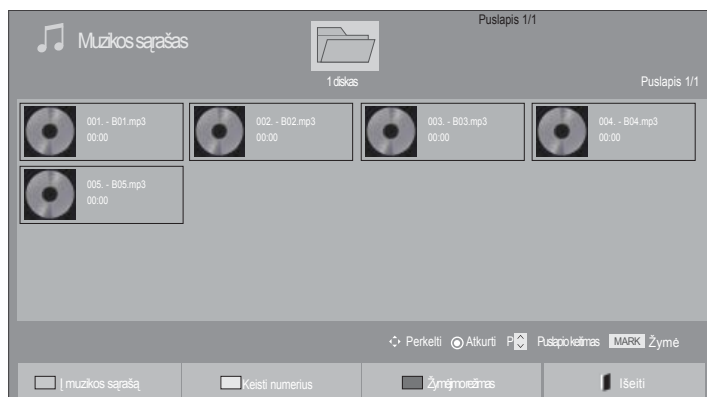 Puslapis 1/1
Muzikos sąrašas
1 diskas
Puslapis 1/1
001. - B01.mp3
00:00
002. - B02.mp3
00:00
003. - B03.mp3
00:00
004. - B04.mp3
00:00
005. - B05.mp3
00:00
Perkelti Atkurti P Puslapio keitimas MARK Žymė
Į muzikos sąrašą Keisti numerius Žymėjimo režimas Išeiti